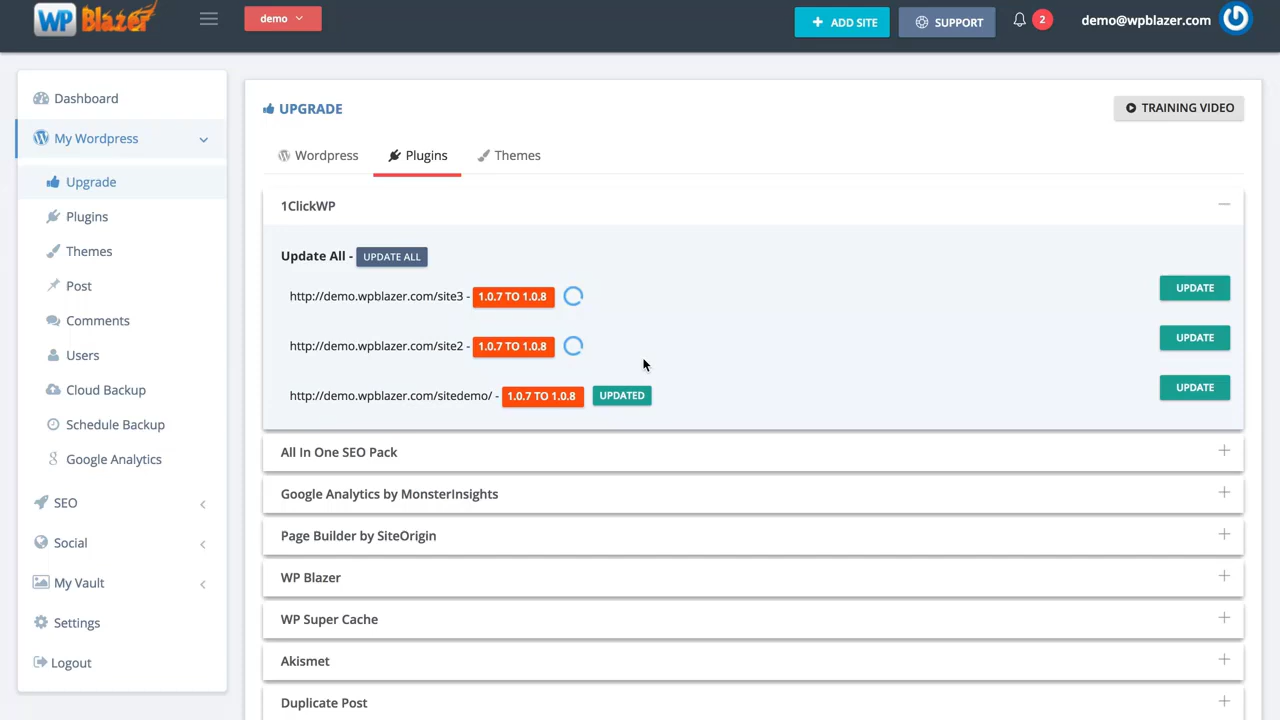 WP Blazer
demo
ADD SITE
SUPPORT
2
demo@wpblazer.com
Dashboard
My Wordpress
Upgrade
Plugins
Themes
Post
Comments
Users
Cloud Backup
Schedule Backup
Google Analytics
SEO
Social
My Vault
Settings
Logout
UPGRADE
TRAINING VIDEO
Wordpress
Plugins
Themes
1ClickWP
Update All - UPDATE ALL
http://demo.wpblazer.com/site3 - 1.0.7 TO 1.0.8 UPDATE
http://demo.wpblazer.com/site2 - 1.0.7 TO 1.0.8 UPDATE
http://demo.wpblazer.com/sitedemo/ - 1.0.7 TO 1.0.8 UPDATED UPDATE
All In One SEO Pack
Google Analytics by MonsterInsights
Page Builder by SiteOrigin
WP Blazer
WP Super Cache
Akismet
Duplicate Post